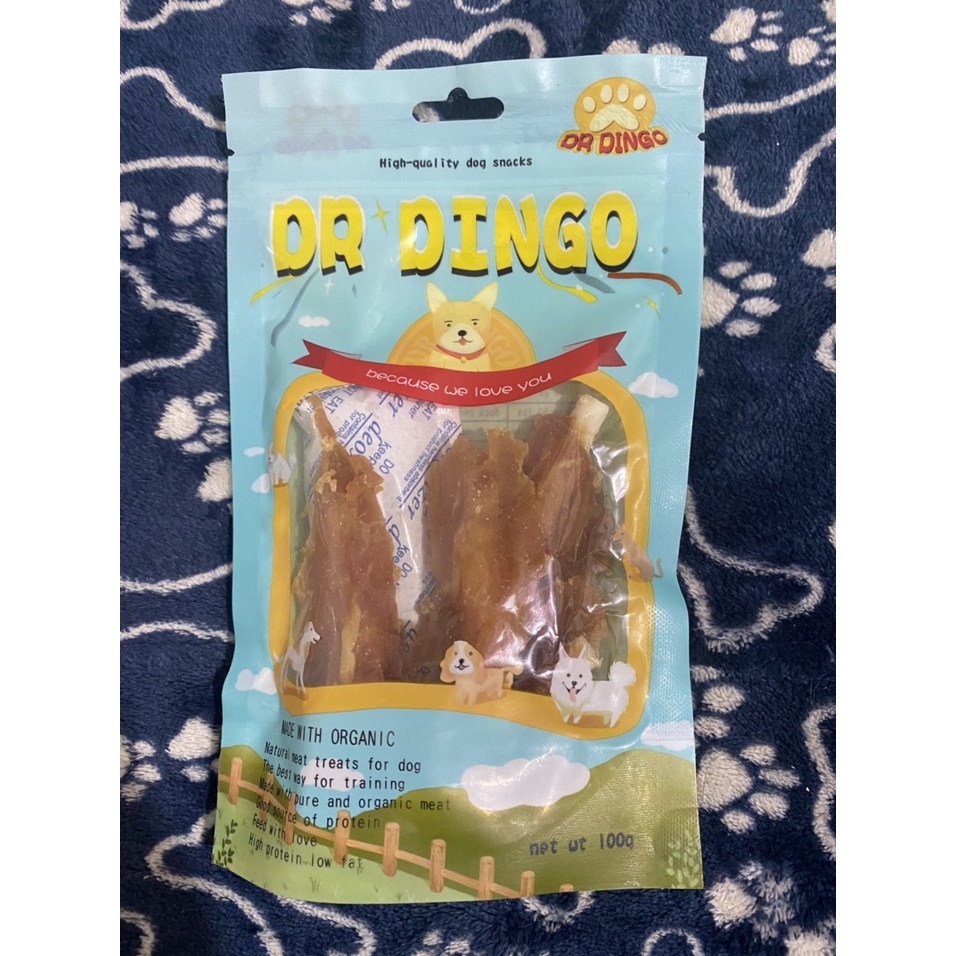 High-quality dog snacks
DR DINGO
DR DINGO
because we love you
MADE WITH ORGANIC
Natural meat treats for dog
The best way for training
Made with pure and organic meat
Good source of protein
Feed with love
High protein low fat
net wt 100g